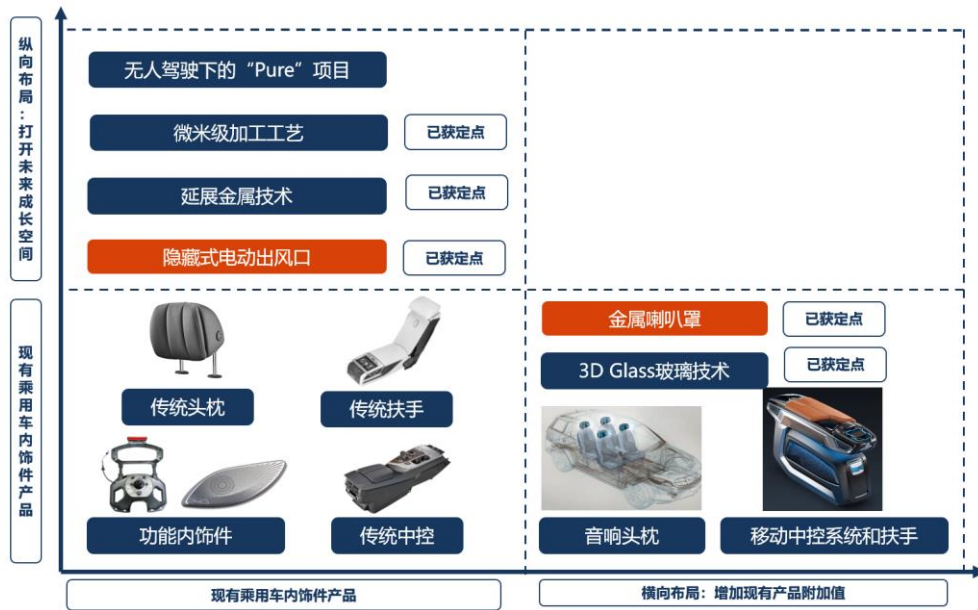 纵向布局：打开未来成长空间
无人驾驶下的“Pure”项目
微米级加工工艺
已获定点
延展金属技术
已获定点
隐藏式电动出风口
已获定点
现有乘用车内饰件产品
传统头枕
传统扶手
功能内饰件
传统中控
金属喇叭罩
已获定点
3D Glass玻璃技术
已获定点
音响头枕
移动中控系统和扶手
现有乘用车内饰件产品
横向布局：增加现有产品附加值